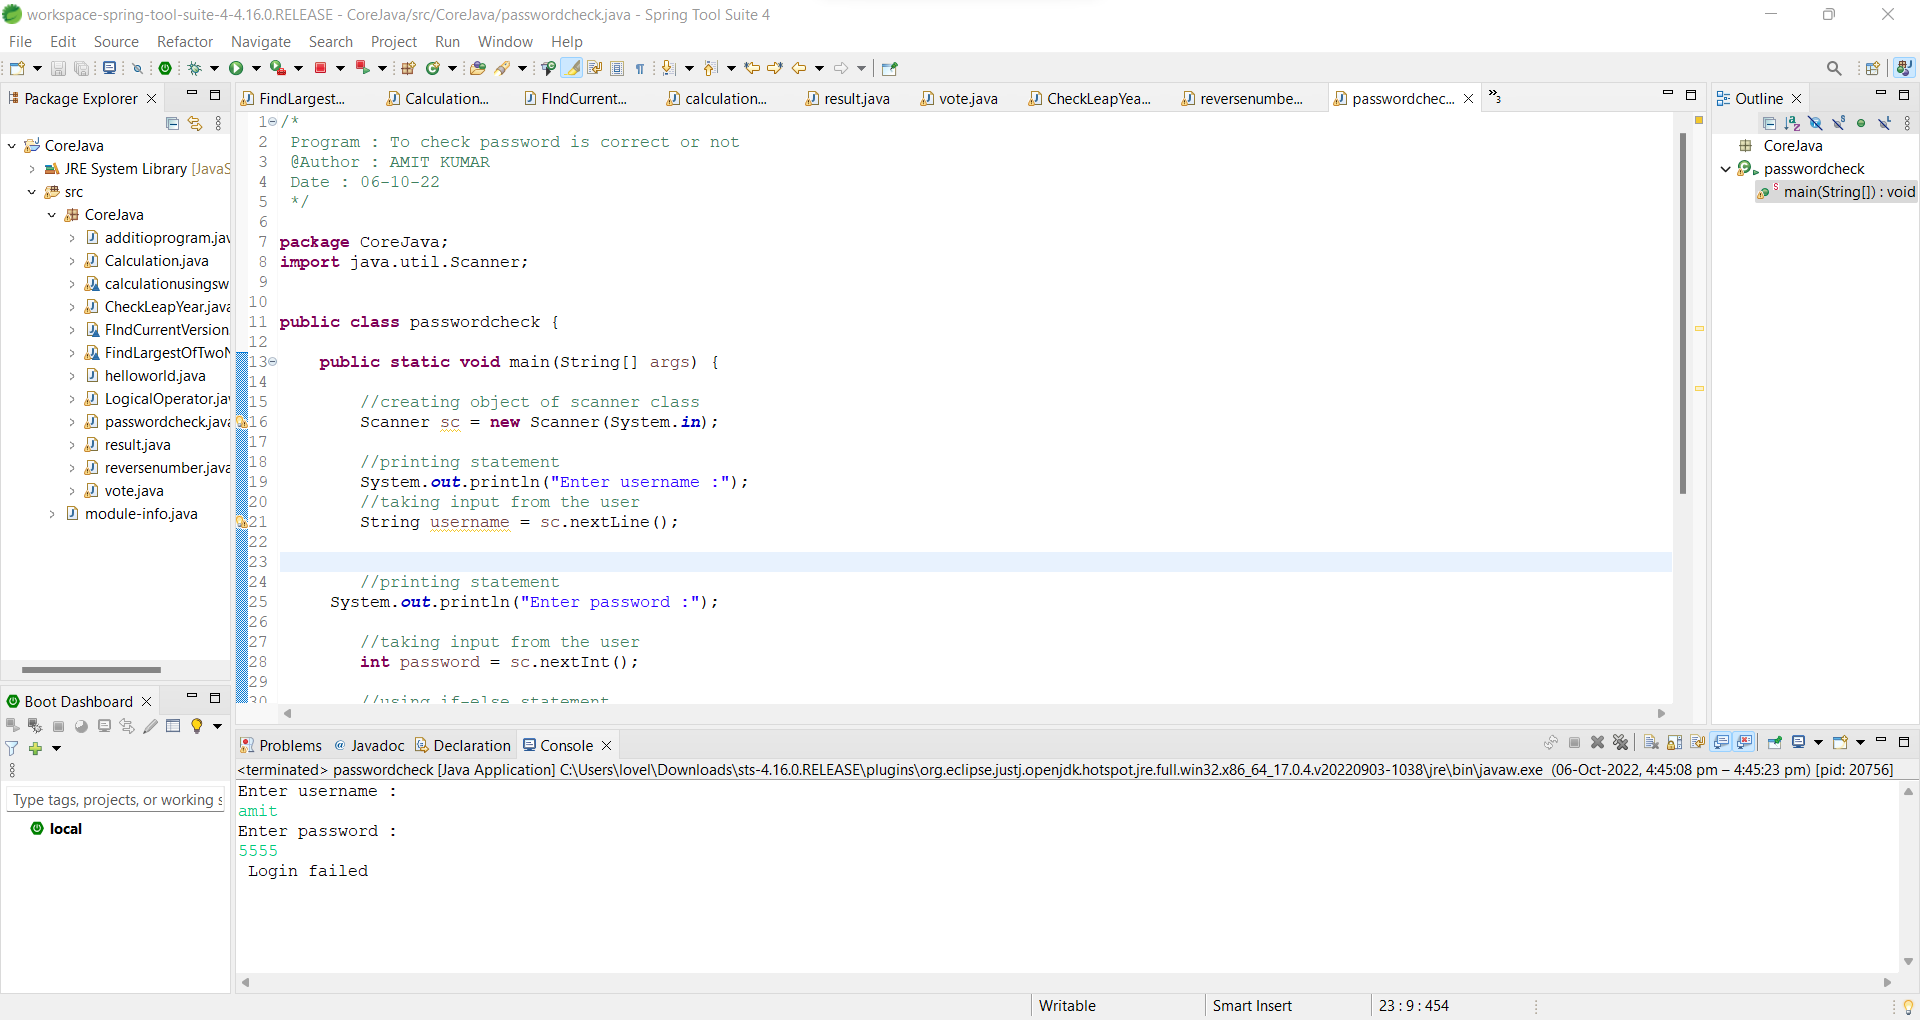 workspace-spring-tool-suite-4-4.16.0.RELEASE - CoreJava/src/CoreJava/passwordcheck.java - Spring Tool Suite 4
File Edit Source Refactor Navigate Search Project Run Window Help
Package Explorer
CoreJava
JRE System Library [JavaS
src
CoreJava
additioprogram.jav
Calculation.java
calculationusingsw
CheckLeapYear.java
FIndCurrentVersion
FindLargestOfTwoN
helloworld.java
LogicalOperator.jav
passwordcheck.java
result.java
reversenumber.java
vote.java
module-info.java
Boot Dashboard
Type tags, projects, or working s
local
FindLargest... Calculation... FIndCurrent... calculation... result.java vote.java CheckLeapYea... reversenumbe... passwordchec... »3
1 /*
2 Program : To check password is correct or not
3 @Author : AMIT KUMAR
4 Date : 06-10-22
5 */
6
7 package CoreJava;
8 import java.util.Scanner;
9
10
11 public class passwordcheck {
12
13 public static void main(String[] args) {
14
15 //creating object of scanner class
16 Scanner sc = new Scanner(System.in);
17
18 //printing statement
19 System.out.println("Enter username :");
20 //taking input from the user
21 String username = sc.nextLine();
22
23
24 //printing statement
25 System.out.println("Enter password :");
26
27 //taking input from the user
28 int password = sc.nextInt();
29
30 //using if-else statement
Outline
CoreJava
passwordcheck
main(String[]) : void
Problems @ Javadoc Declaration Console
<terminated> passwordcheck [Java Application] C:\Users\lovel\Downloads\sts-4.16.0.RELEASE\plugins\org.eclipse.justj.openjdk.hotspot.jre.full.win32.x86_64_17.0.4.v20220903-1038\jre\bin\javaw.exe (06-Oct-2022, 4:45:08 pm – 4:45:23 pm) [pid: 20756]
Enter username :
amit
Enter password :
5555
Login failed
Writable Smart Insert 23 : 9 : 454